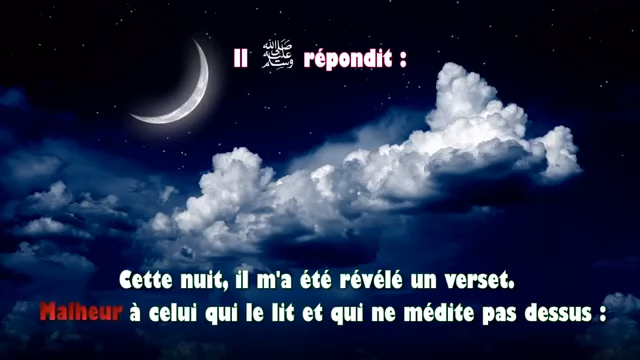 Il ﷺ répondit :
Cette nuit, il m'a été révélé un verset.
Malheur à celui qui le lit et qui ne médite pas dessus :